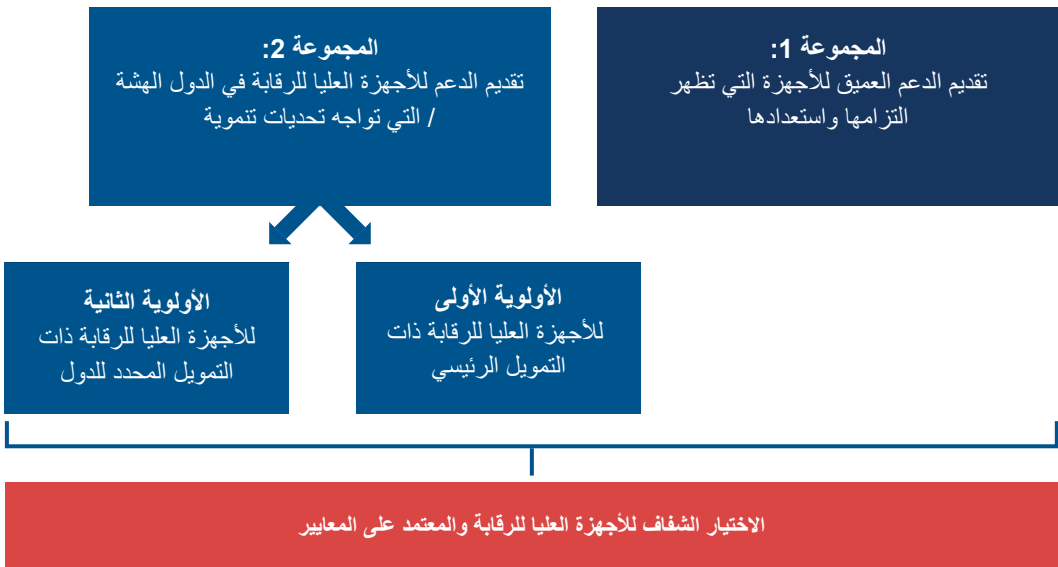 المجموعة 1:
تقديم الدعم العميق للأجهزة التي تظهر
التزامها واستعدادها
المجموعة 2:
تقديم الدعم للأجهزة العليا للرقابة في الدول الهشة
/ التي تواجه تحديات تنموية
الأولوية الأولى
للأجهزة العليا للرقابة ذات
التمويل الرئيسي
الأولوية الثانية
للأجهزة العليا للرقابة ذات
التمويل المحدد للدول
الاختيار الشفاف للأجهزة العليا للرقابة والمعتمد على المعايير